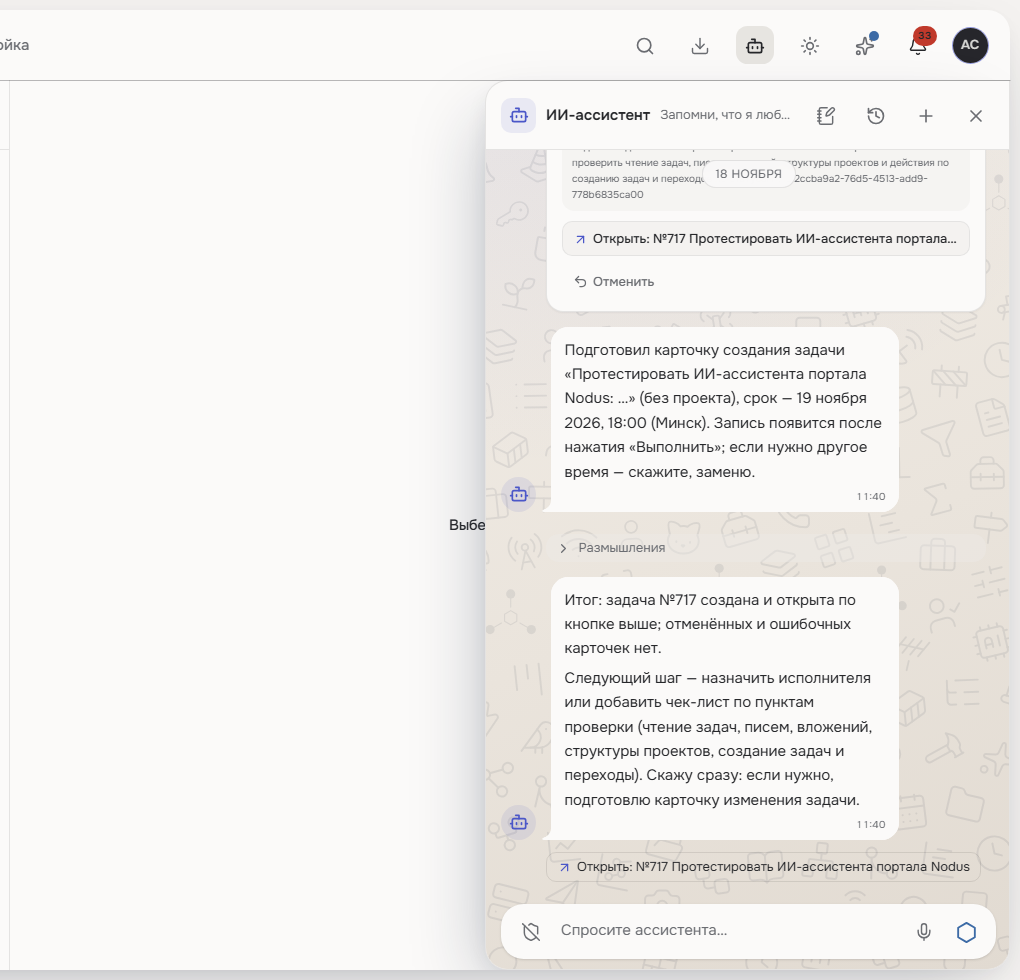 ойка
33
АС
ИИ-ассистент Запомни, что я люб...
проверить чтение задач, структуры проектов и действия по
18 НОЯБРЯ
созданию задач и 2ccba9a2-76d5-4513-add9-
778b6835ca00
Открыть: №717 Протестировать ИИ-ассистента портала...
Отменить
Подготовил карточку создания задачи
«Протестировать ИИ-ассистента портала
Nodus: ...» (без проекта), срок — 19 ноября
2026, 18:00 (Минск). Запись появится после
нажатия «Выполнить»; если нужно другое
время — скажите, заменю.
11:40
Выбе
Размышления
Итог: задача №717 создана и открыта по
кнопке выше; отменённых и ошибочных
карточек нет.
Следующий шаг — назначить исполнителя
или добавить чек-лист по пунктам
проверки (чтение задач, писем, вложений,
структуры проектов, создание задач и
переходы). Скажу сразу: если нужно,
подготовлю карточку изменения задачи.
11:40
Открыть: №717 Протестировать ИИ-ассистента портала Nodus
Спросите ассистента...